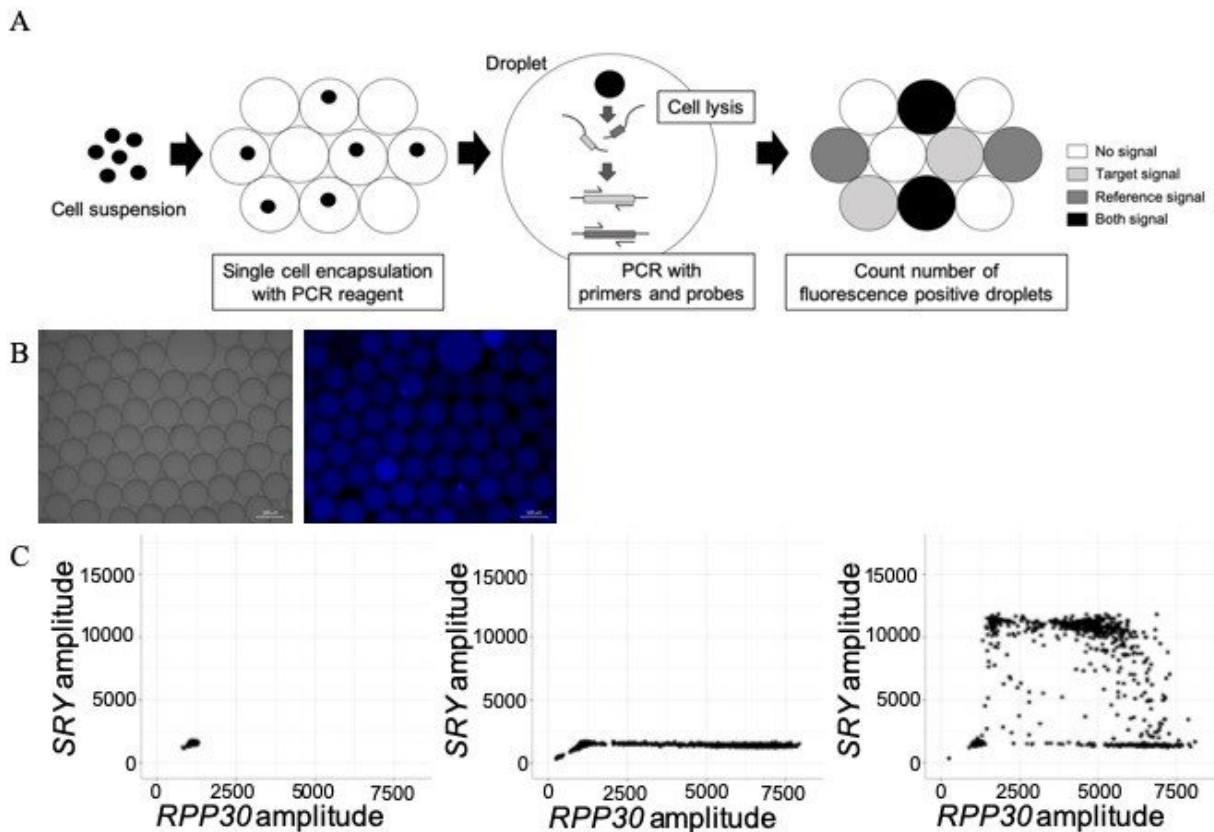 A
Cell suspension
Single cell encapsulation
with PCR reagent
Droplet
Cell lysis
PCR with
primers and probes
Count number of
fluorescence positive droplets
No signal
Target signal
Reference signal
Both signal
B
C
SRY amplitude
15000
10000
5000
0
0 2500 5000 7500
RPP30 amplitude
SRY amplitude
15000
10000
5000
0
0 2500 5000 7500
RPP30 amplitude
SRY amplitude
15000
10000
5000
0
0 2500 5000 7500
RPP30 amplitude